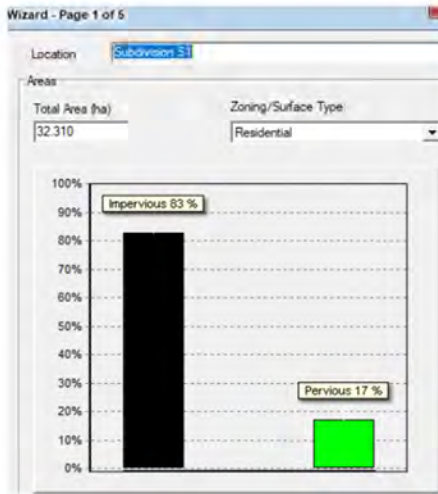 Wizard - Page 1 of 5
Location Subdivision S1
Areas
Total Area (ha) Zoning/Surface Type
32.310 Residential
100%
90%
Impervious 83 %
80%
70%
60%
50%
40%
30%
Pervious 17 %
20%
10%
0%